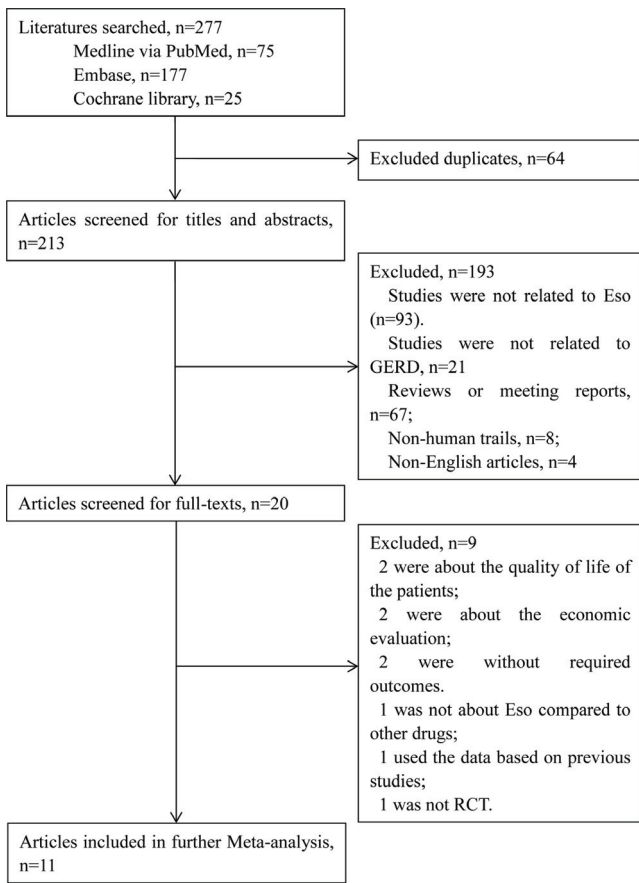 Literatures searched, n=277
Medline via PubMed, n=75
Embase, n=177
Cochrane library, n=25
Excluded duplicates, n=64
Articles screened for titles and abstracts,
n=213
Excluded, n=193
Studies were not related to Eso
(n=93).
Studies were not related to
GERD, n=21
Reviews or meeting reports,
n=67;
Non-human trails, n=8;
Non-English articles, n=4
Articles screened for full-texts, n=20
Excluded, n=9
2 were about the quality of life of
the patients;
2 were about the economic
evaluation;
2 were without required
outcomes.
1 was not about Eso compared to
other drugs;
1 used the data based on previous
studies;
1 was not RCT.
Articles included in further Meta-analysis,
n=11